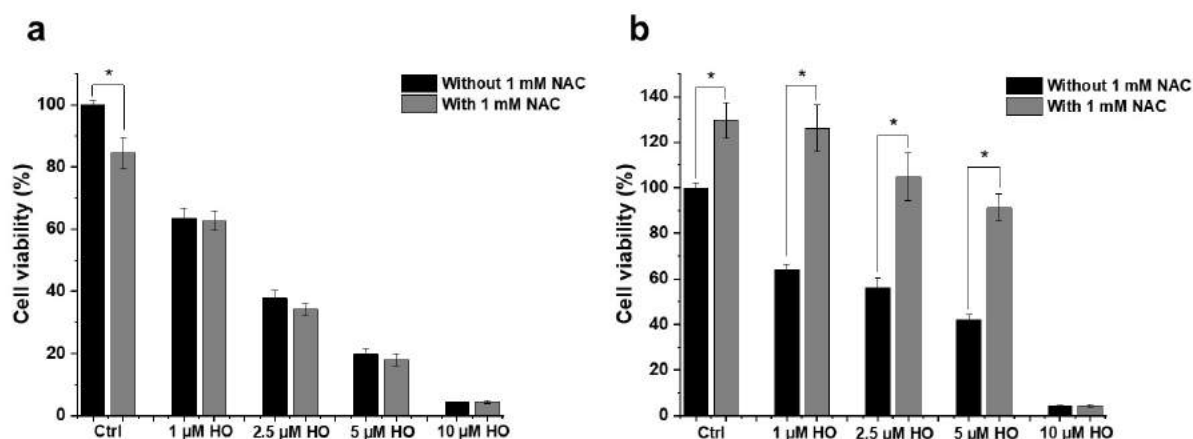 a
*
Without 1 mM NAC
With 1 mM NAC
Cell viability (%)
100
80
60
40
20
0
Ctrl 1 µM HO 2.5 µM HO 5 µM HO 10 µM HO
b
* * * *
Without 1 mM NAC
With 1 mM NAC
Cell viability (%)
140
120
100
80
60
40
20
0
Ctrl 1 µM HO 2.5 µM HO 5 µM HO 10 µM HO